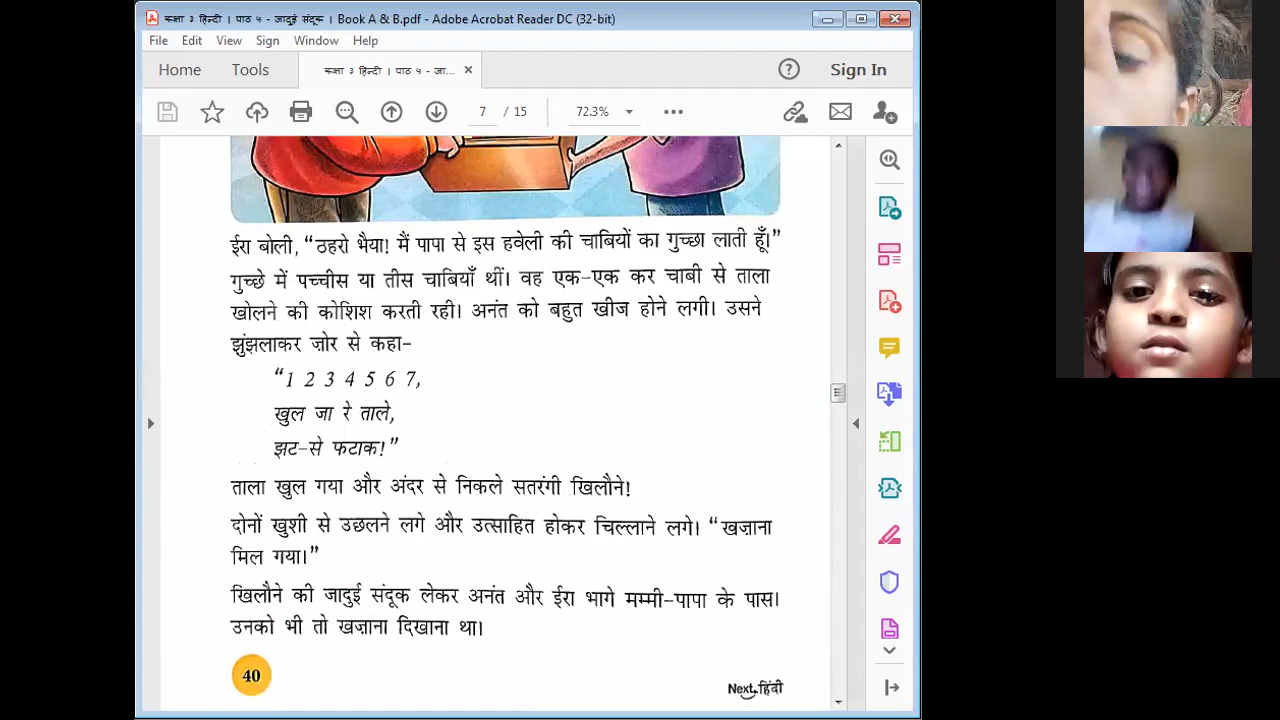 कक्षा ३ हिन्दी । पाठ ५ - जादुई संदूक । Book A & B.pdf - Adobe Acrobat Reader DC (32-bit)
File Edit View Sign Window Help
Home Tools कक्षा ३ हिन्दी । पाठ ५ - जा... Sign In
7 / 15 72.3%
ईरा बोली, “ठहरो भैया! मैं पापा से इस हवेली की चाबियों का गुच्छा लाती हूँ।”
गुच्छे में पच्चीस या तीस चाबियाँ थीं। वह एक-एक कर चाबी से ताला
खोलने की कोशिश करती रही। अनंत को बहुत खीज होने लगी। उसने
झुंझलाकर ज़ोर से कहा-
“1 2 3 4 5 6 7,
खुल जा रे ताले,
झट-से फटाक!”
ताला खुल गया और अंदर से निकले सतरंगी खिलौने!
दोनों खुशी से उछलने लगे और उत्साहित होकर चिल्लाने लगे। “खज़ाना
मिल गया।”
खिलौने की जादुई संदूक लेकर अनंत और ईरा भागे मम्मी-पापा के पास।
उनको भी तो खज़ाना दिखाना था।
40
Next हिंदी